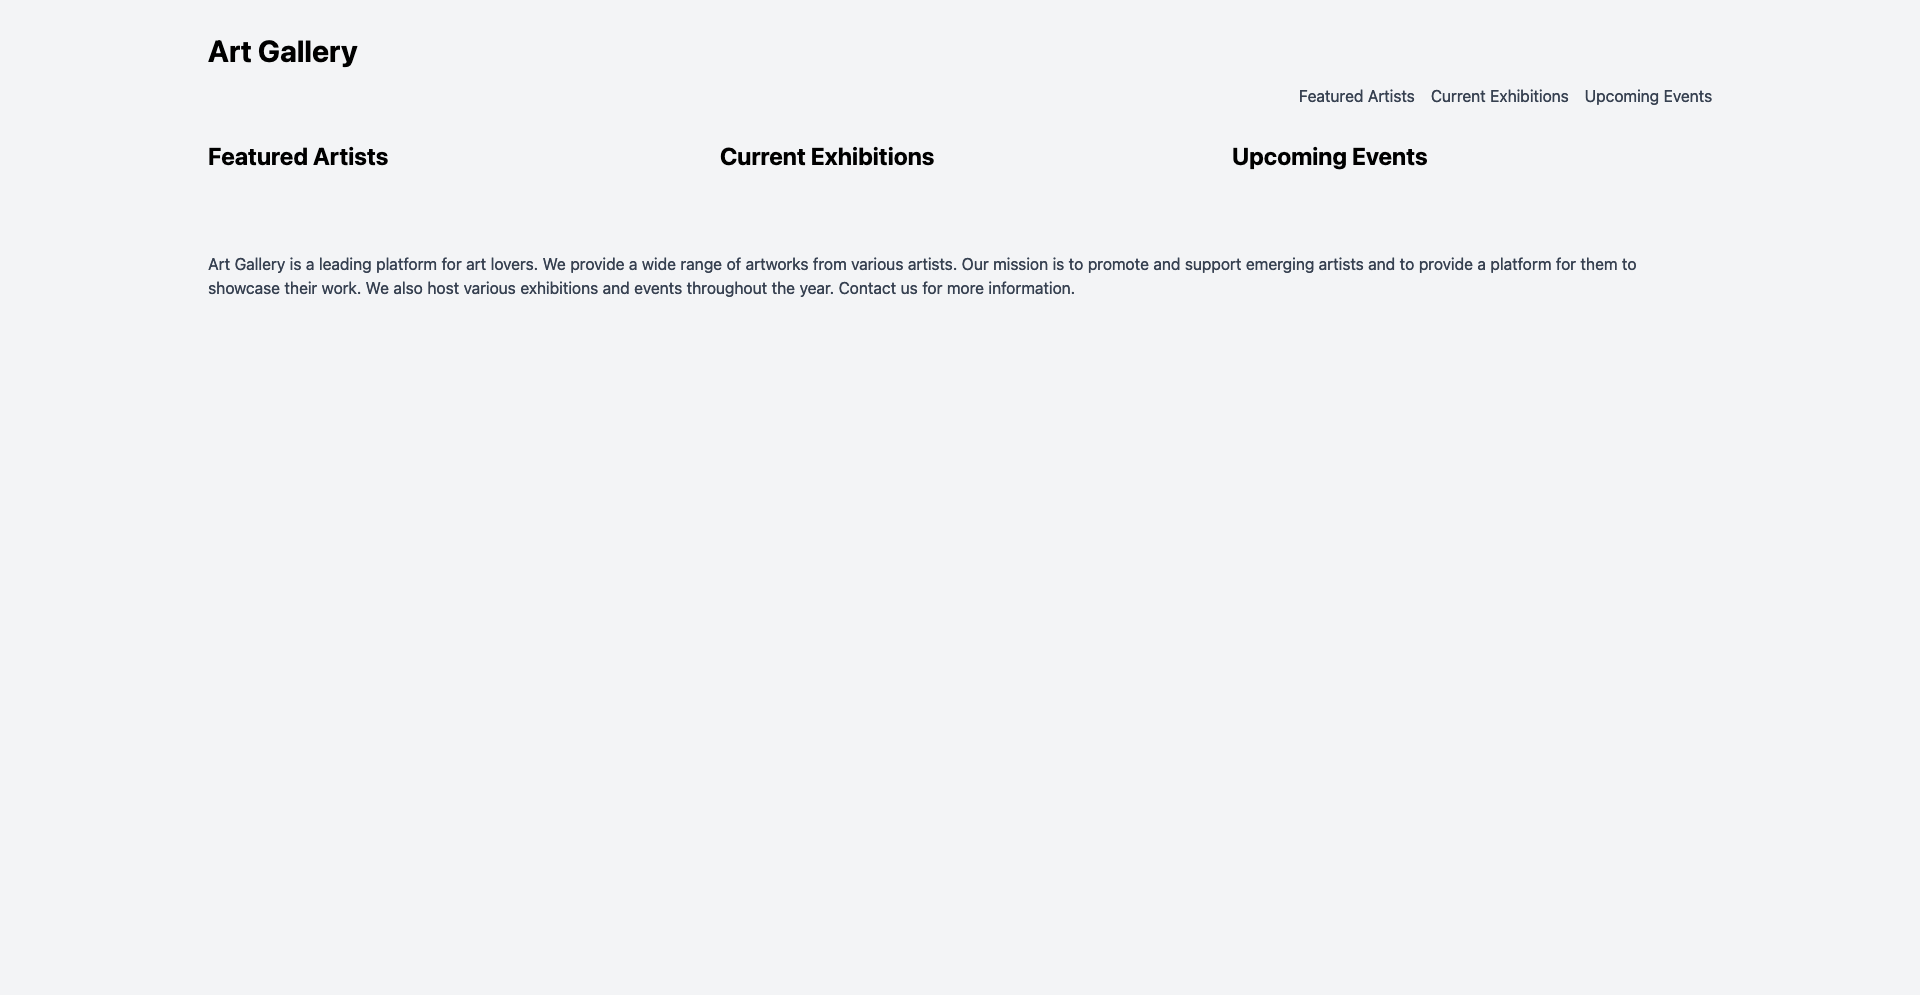 Art Gallery
Featured Artists Current Exhibitions Upcoming Events
Featured Artists
Current Exhibitions
Upcoming Events
Art Gallery is a leading platform for art lovers. We provide a wide range of artworks from various artists. Our mission is to promote and support emerging artists and to provide a platform for them to
showcase their work. We also host various exhibitions and events throughout the year. Contact us for more information.